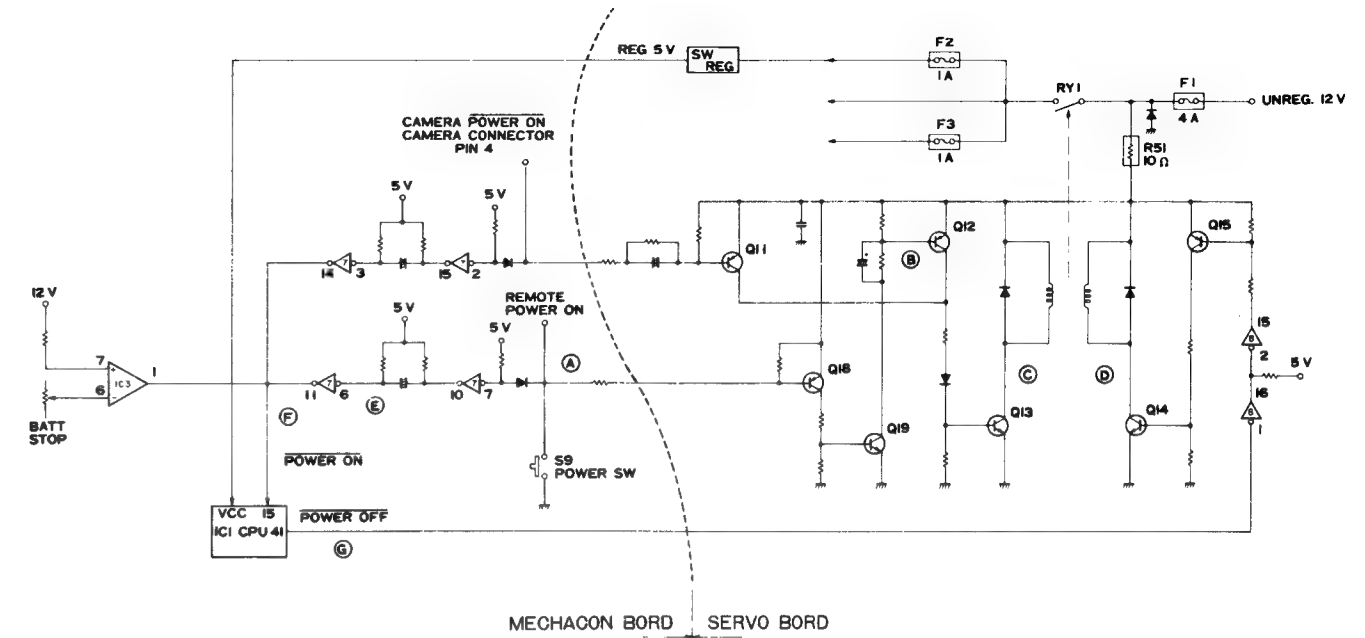 REG 5 V
SW
REG
F2
1A
RY1
F1
4 A
UNREG. 12 V
F3
1A
R51
10 Ω
CAMERA POWER ON
CAMERA CONNECTOR
PIN 4
5 V
5 V
14
7
3
15
7
2
Q11
B
Q12
Q15
12 V
7
+
IC3
1
6
-
BATT
STOP
REMOTE
POWER ON
5 V
5 V
A
11
7
6
E
10
7
7
F
Q18
C
D
15
8
2
5 V
16
8
1
Q19
Q13
Q14
POWER ON
S9
POWER SW
VCC 15
IC1 CPU 41
POWER OFF
G
MECHACON BORD
SERVO BORD